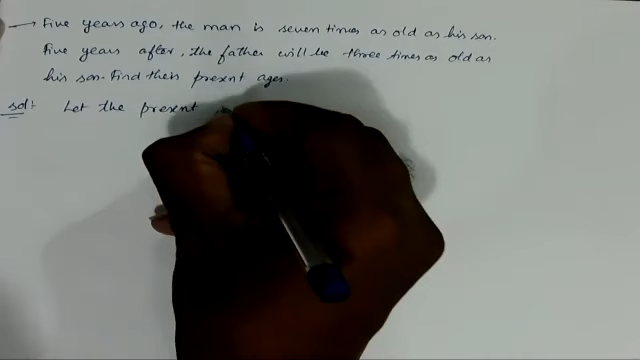 Five years ago, the man is seven times as old as his son.
Five years after, the father will be three times as old as
his son. Find their present ages.
sol: Let the present